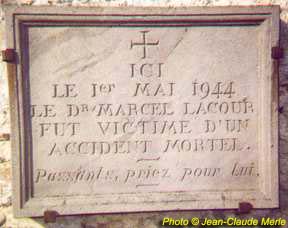 ICI
LE 1er MAI 1944
LE DR MARCEL LACOUR
FUT VICTIME D'UN
ACCIDENT MORTEL.
Passants, priez pour lui.
Photo © Jean-Claude Merle